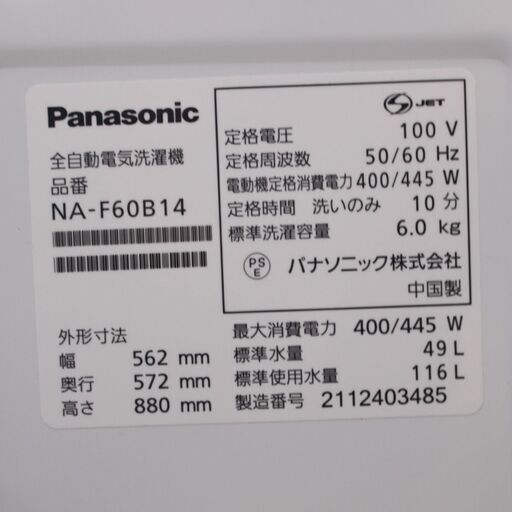 Panasonic
全自動電気洗濯機
品番
NA-F60B14
外形寸法
幅 562 mm
奥行 572 mm
高さ 880 mm
JET
定格電圧 100 V
定格周波数 50/60 Hz
電動機定格消費電力 400/445 W
定格時間 洗いのみ 10 分
標準洗濯容量 6.0 kg
PS
E
パナソニック株式会社
中国製
最大消費電力 400/445 W
標準水量 49 L
標準使用水量 116 L
製造番号 2112403485